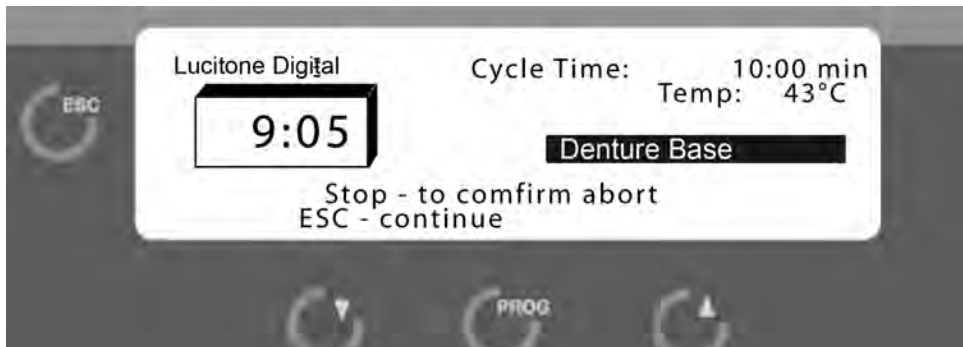 Lucitone Digital
Cycle Time: 10:00 min
Temp: 43°C
9:05
Denture Base
Stop - to comfirm abort
ESC - continue
ESC
▼
PROG
▲